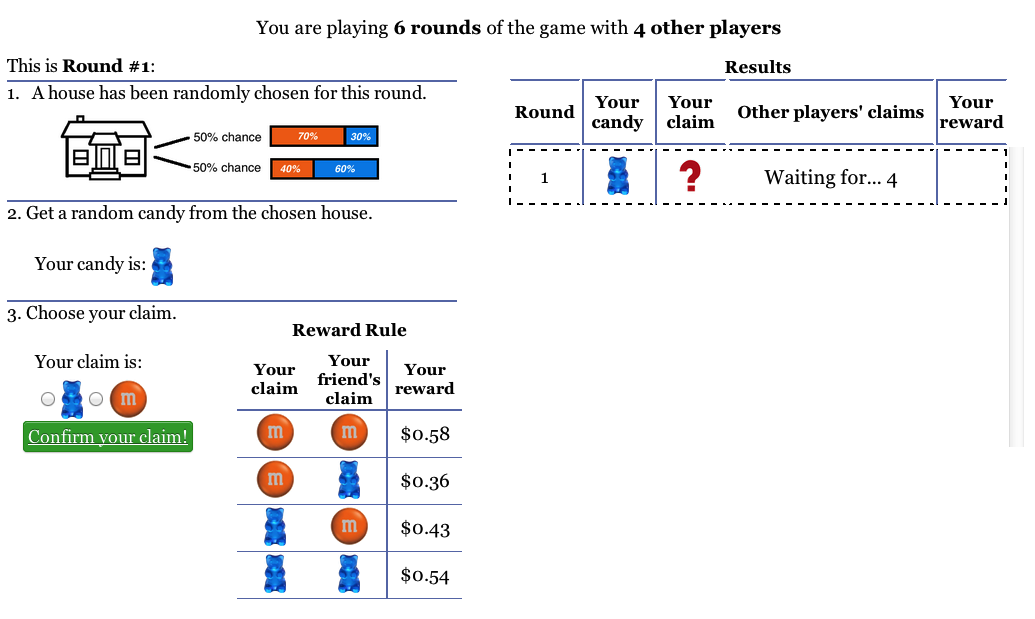 You are playing 6 rounds of the game with 4 other players
This is Round #1:
1. A house has been randomly chosen for this round.
50% chance 70% 30%
50% chance 40% 60%
2. Get a random candy from the chosen house.
Your candy is:
3. Choose your claim.
Your claim is:
m
Confirm your claim!
Reward Rule
Your claim Your friend's claim Your reward
m m $0.58
m $0.36
m $0.43
$0.54
Results
Round Your candy Your claim Other players' claims Your reward
1 ? Waiting for... 4